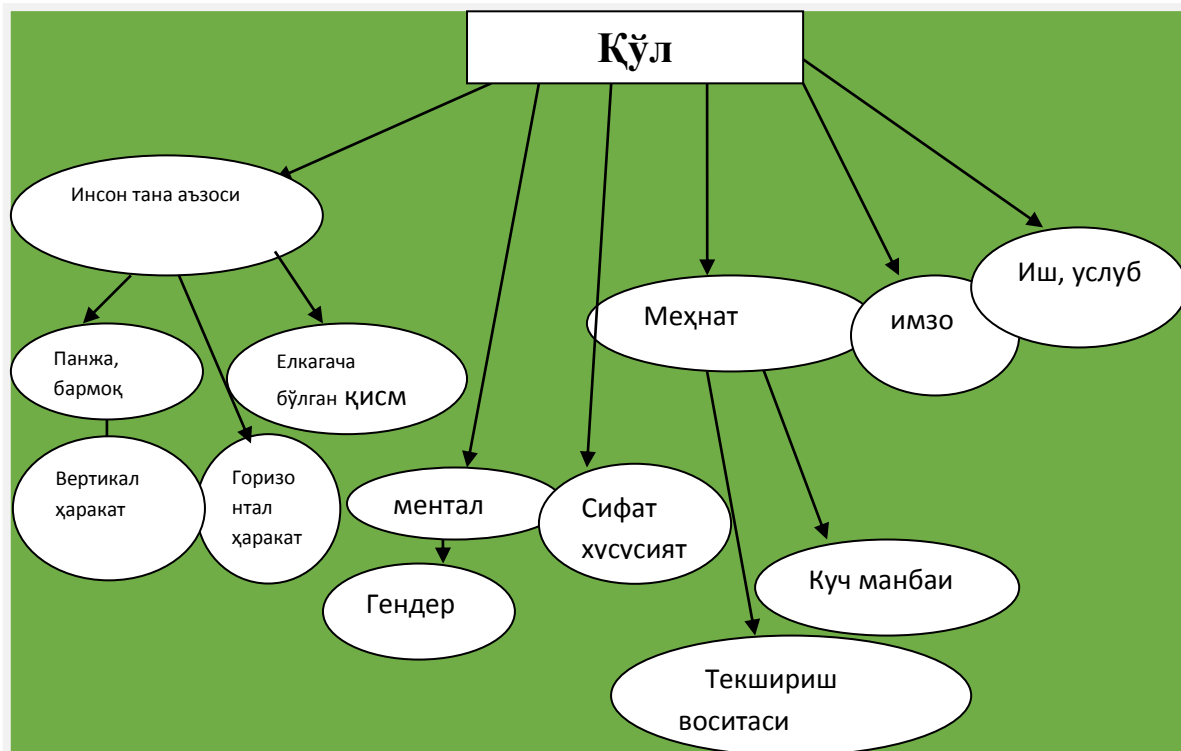 Қўл
Инсон тана аъзоси
Иш, услуб
Меҳнат
имзо
Панжа,
бармоқ
Елкагача
бўлган қисм
Вертикал
ҳаракат
Горизо
нтал
ҳаракат
ментал
Сифат
хусусият
Гендер
Куч манбаи
Текшириш
воситаси